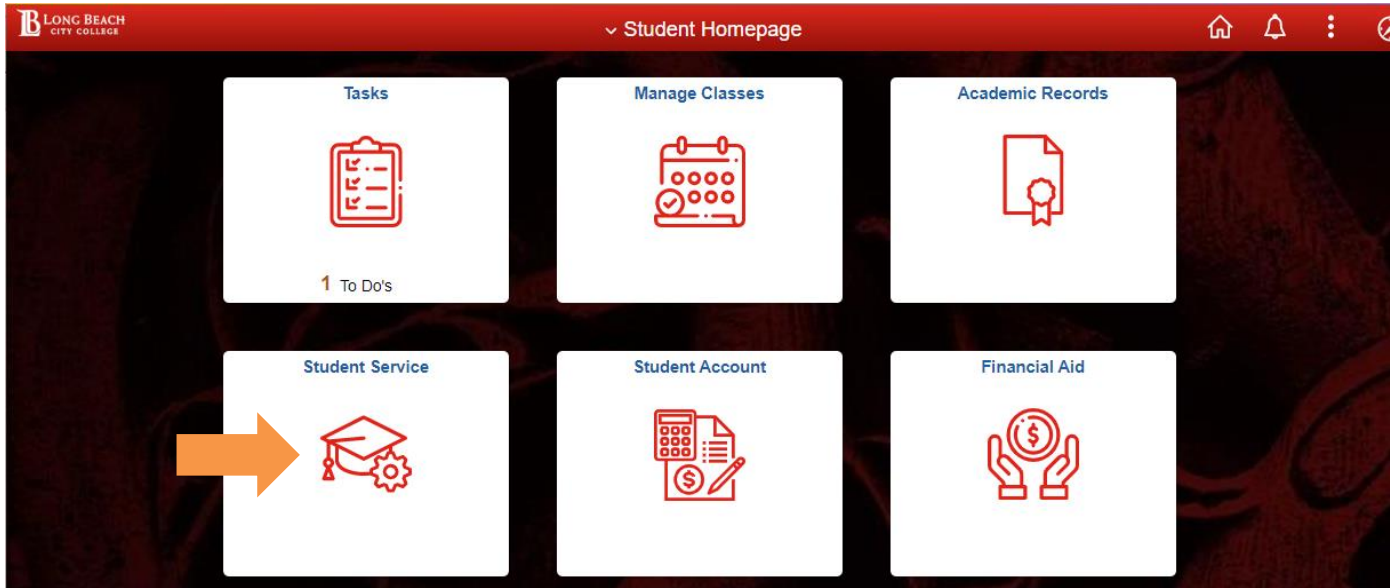 LONG BEACH
CITY COLLEGE
Student Homepage
Tasks
Manage Classes
Academic Records
1 To Do's
Student Service
Student Account
Financial Aid